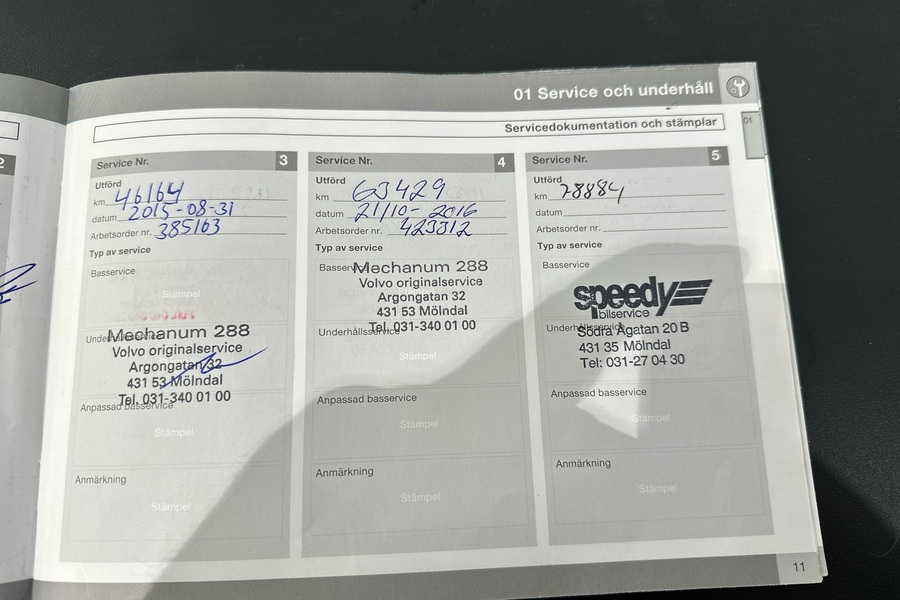 01 Service och underhåll
01
Servicedokumentation och stämplar
2
Service Nr. 3
Utförd
km 46164
datum 2015-08-31
Arbetsorder nr. 385163
Typ av service
Basservice
Stämpel
Underhållsservice
Mechanum 288
Volvo originalservice
Argongatan 32
431 53 Mölndal
Tel. 031-340 01 00
Anpassad basservice
Stämpel
Anmärkning
Stämpel
Service Nr. 4
Utförd
km 63429
datum 21/10-2016
Arbetsorder nr. 423312
Typ av service
Basservice
Mechanum 288
Volvo originalservice
Argongatan 32
431 53 Mölndal
Tel. 031-340 01 00
Underhållsservice
Stämpel
Anpassad basservice
Stämpel
Anmärkning
Stämpel
Service Nr. 5
Utförd
km 78884
datum
Arbetsorder nr.
Typ av service
Basservice
speedy
bilservice
Underhållsservice
Södra Ågatan 20 B
431 35 Mölndal
Tel: 031-27 04 30
Anpassad basservice
Stämpel
Anmärkning
Stämpel
11